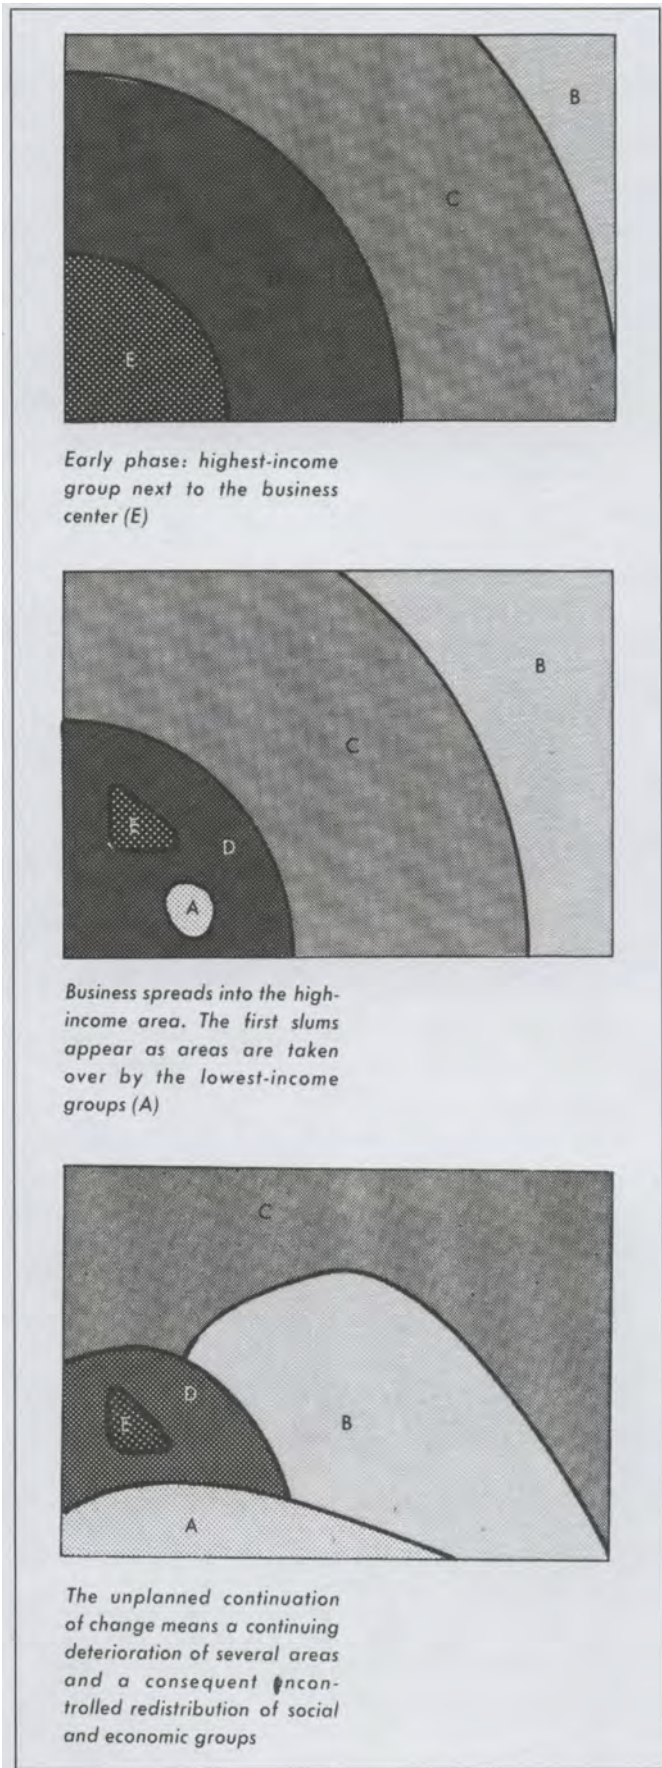 B
C
E
Early phase: highest-income
group next to the business
center (E)
B
C
E
D
A
Business spreads into the high-
income area. The first slums
appear as areas are taken
over by the lowest-income
groups (A)
C
D
E
B
A
The unplanned continuation
of change means a continuing
deterioration of several areas
and a consequent uncon-
trolled redistribution of social
and economic groups